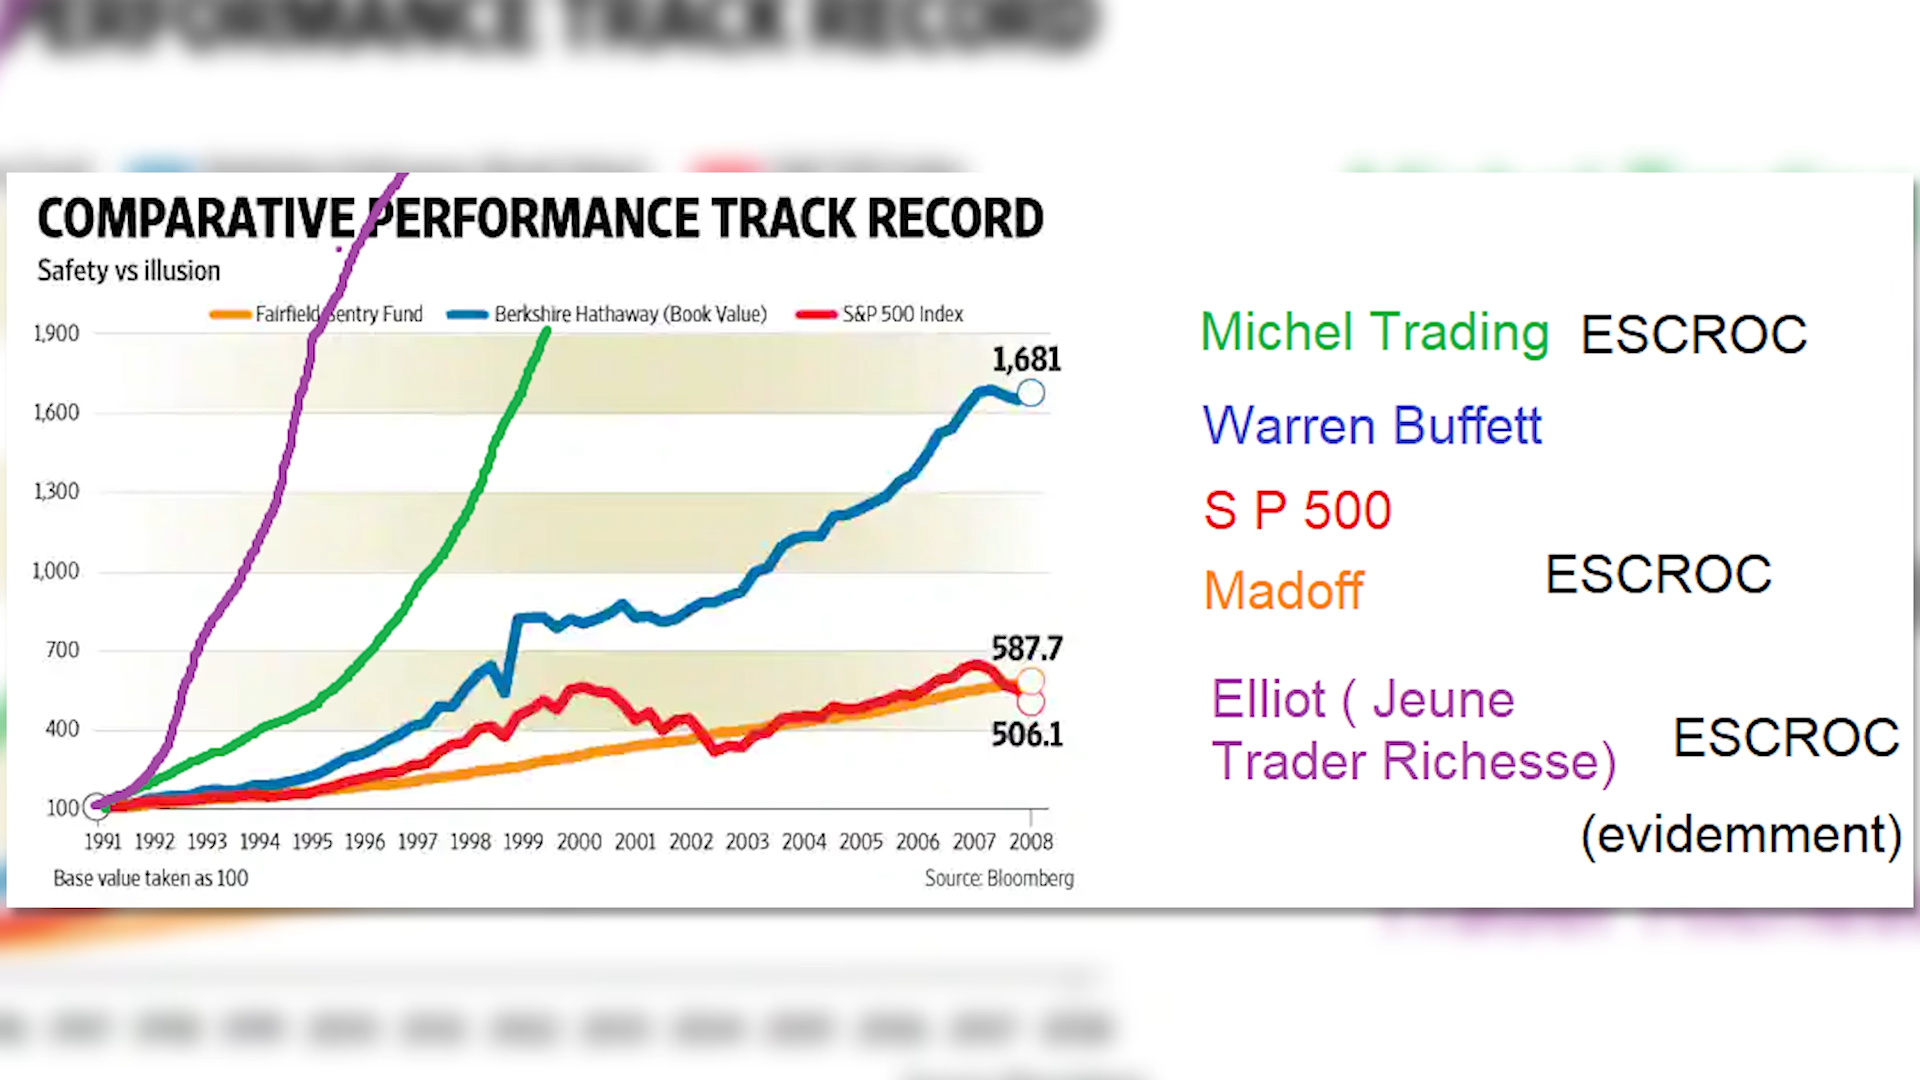 PERFORMANCE TRACK RECORD
COMPARATIVE PERFORMANCE TRACK RECORD
Safety vs illusion
Fairfield Sentry Fund
Berkshire Hathaway (Book Value)
S&P 500 Index
1,900
1,600
1,300
1,000
700
400
100
1,681
587.7
506.1
1991 1992 1993 1994 1995 1996 1997 1998 1999 2000 2001 2002 2003 2004 2005 2006 2007 2008
Base value taken as 100
Source: Bloomberg
Michel Trading ESCROC
Warren Buffett
S P 500
Madoff ESCROC
Elliot ( Jeune
Trader Richesse) ESCROC
(evidemment)